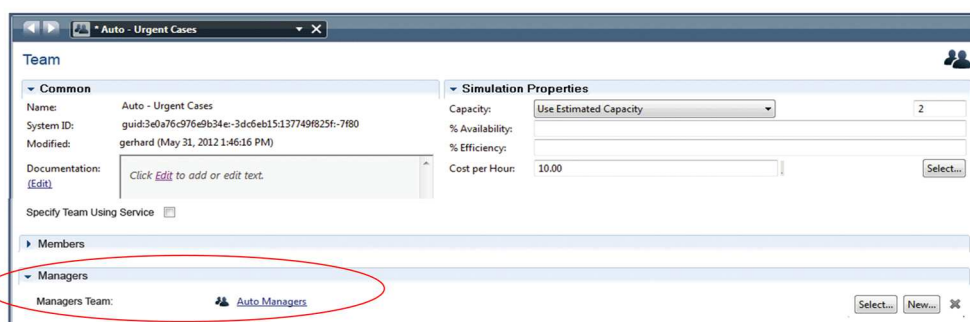 * Auto - Urgent Cases
Team
Common
Name: Auto - Urgent Cases
System ID: guid:3e0a76c976e9b34e:-3dc6eb15:137749f825f:-7f80
Modified: gerhard (May 31, 2012 1:46:16 PM)
Documentation:
(Edit)
Click Edit to add or edit text.
Specify Team Using Service
Simulation Properties
Capacity: Use Estimated Capacity 2
% Availability:
% Efficiency:
Cost per Hour: 10.00 Select...
Members
Managers
Managers Team: Auto Managers Select... New...